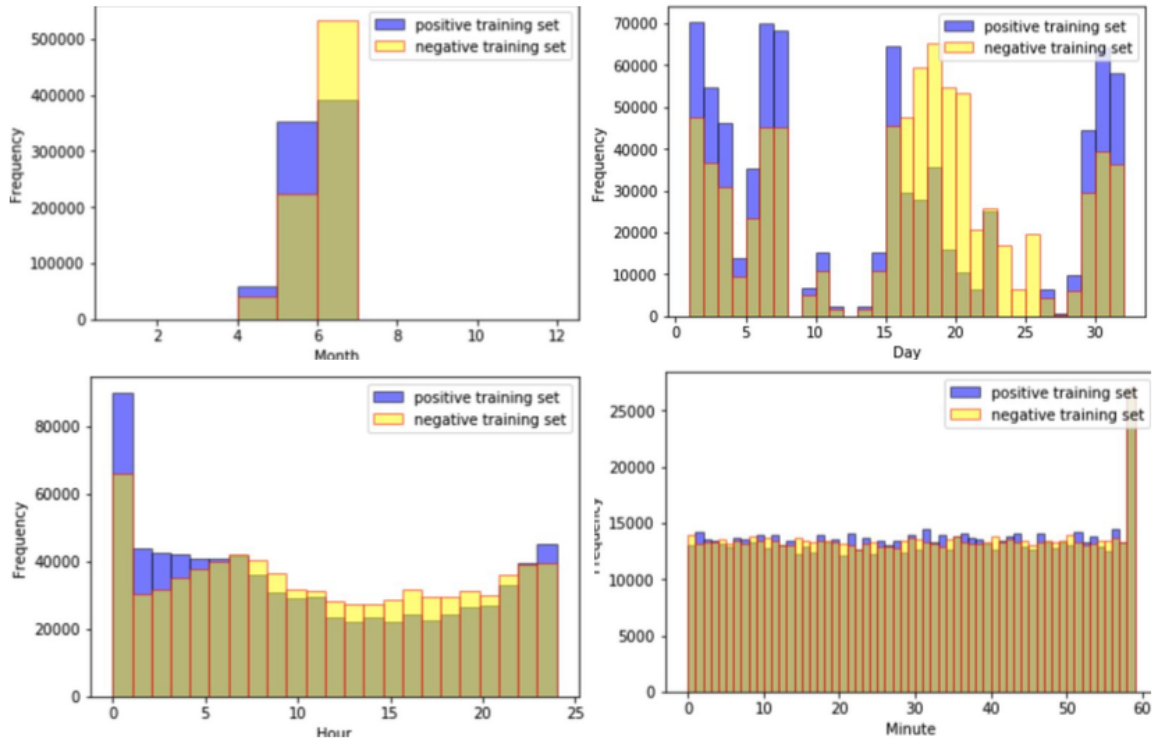 positive training set
negative training set
500000
400000
300000
200000
100000
0
Frequency
2 4 6 8 10 12
Month
positive training set
negative training set
70000
60000
50000
40000
30000
20000
10000
0
Frequency
0 5 10 15 20 25 30
Day
positive training set
negative training set
80000
60000
40000
20000
0
Frequency
0 5 10 15 20 25
Hour
positive training set
negative training set
25000
20000
15000
10000
5000
0
Frequency
0 10 20 30 40 50 60
Minute